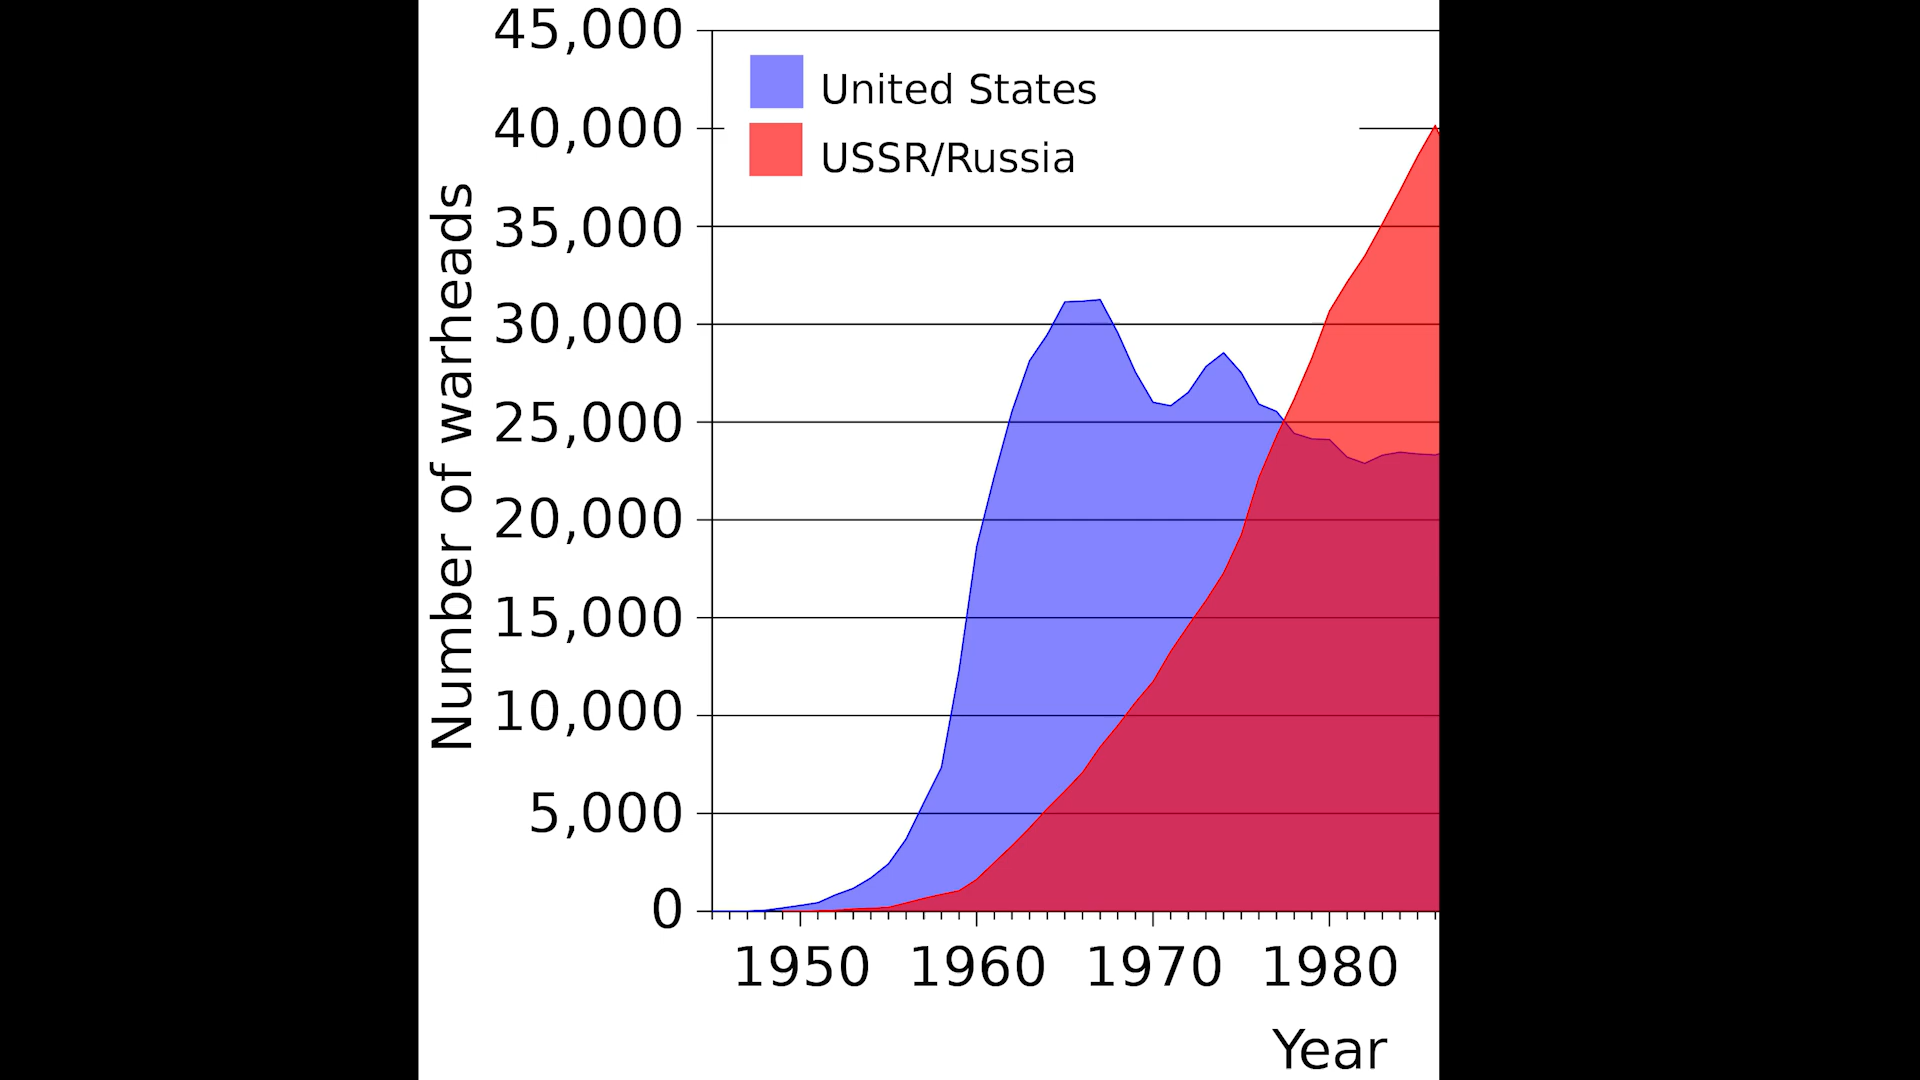 45,000
40,000
35,000
30,000
25,000
20,000
15,000
10,000
5,000
0
Number of warheads
United States
USSR/Russia
1950 1960 1970 1980
Year